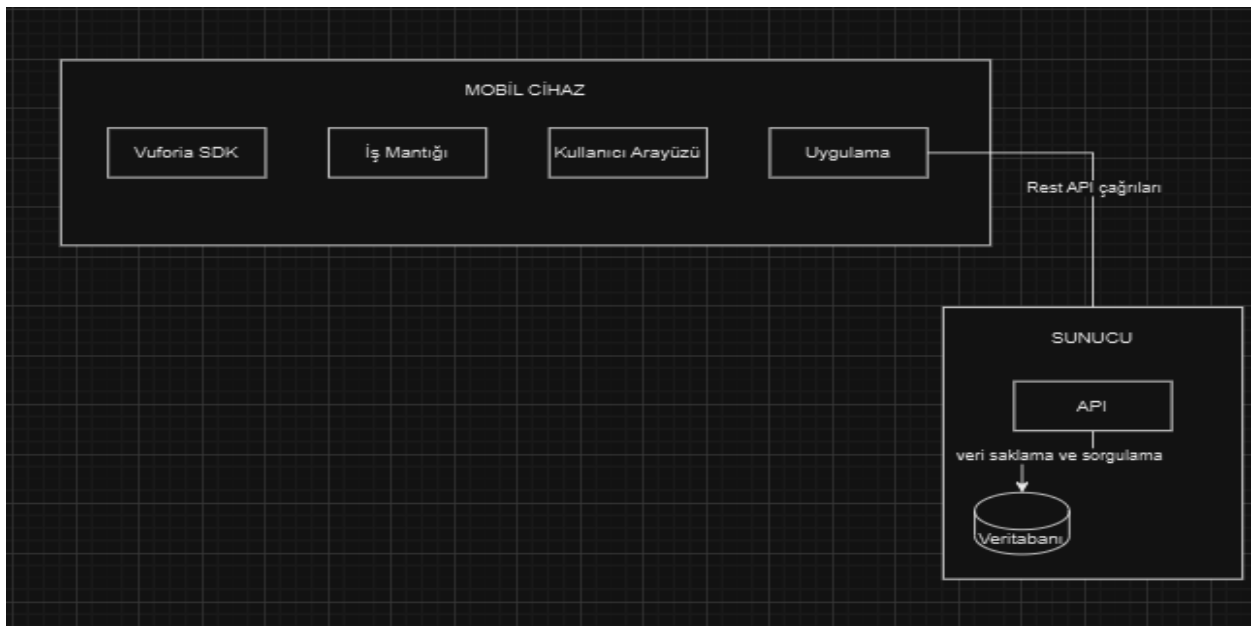 MOBİL CİHAZ
Vuforia SDK
İş Mantığı
Kullanıcı Arayüzü
Uygulama
Rest API çağrıları
SUNUCU
API
veri saklama ve sorgulama
Veritabanı